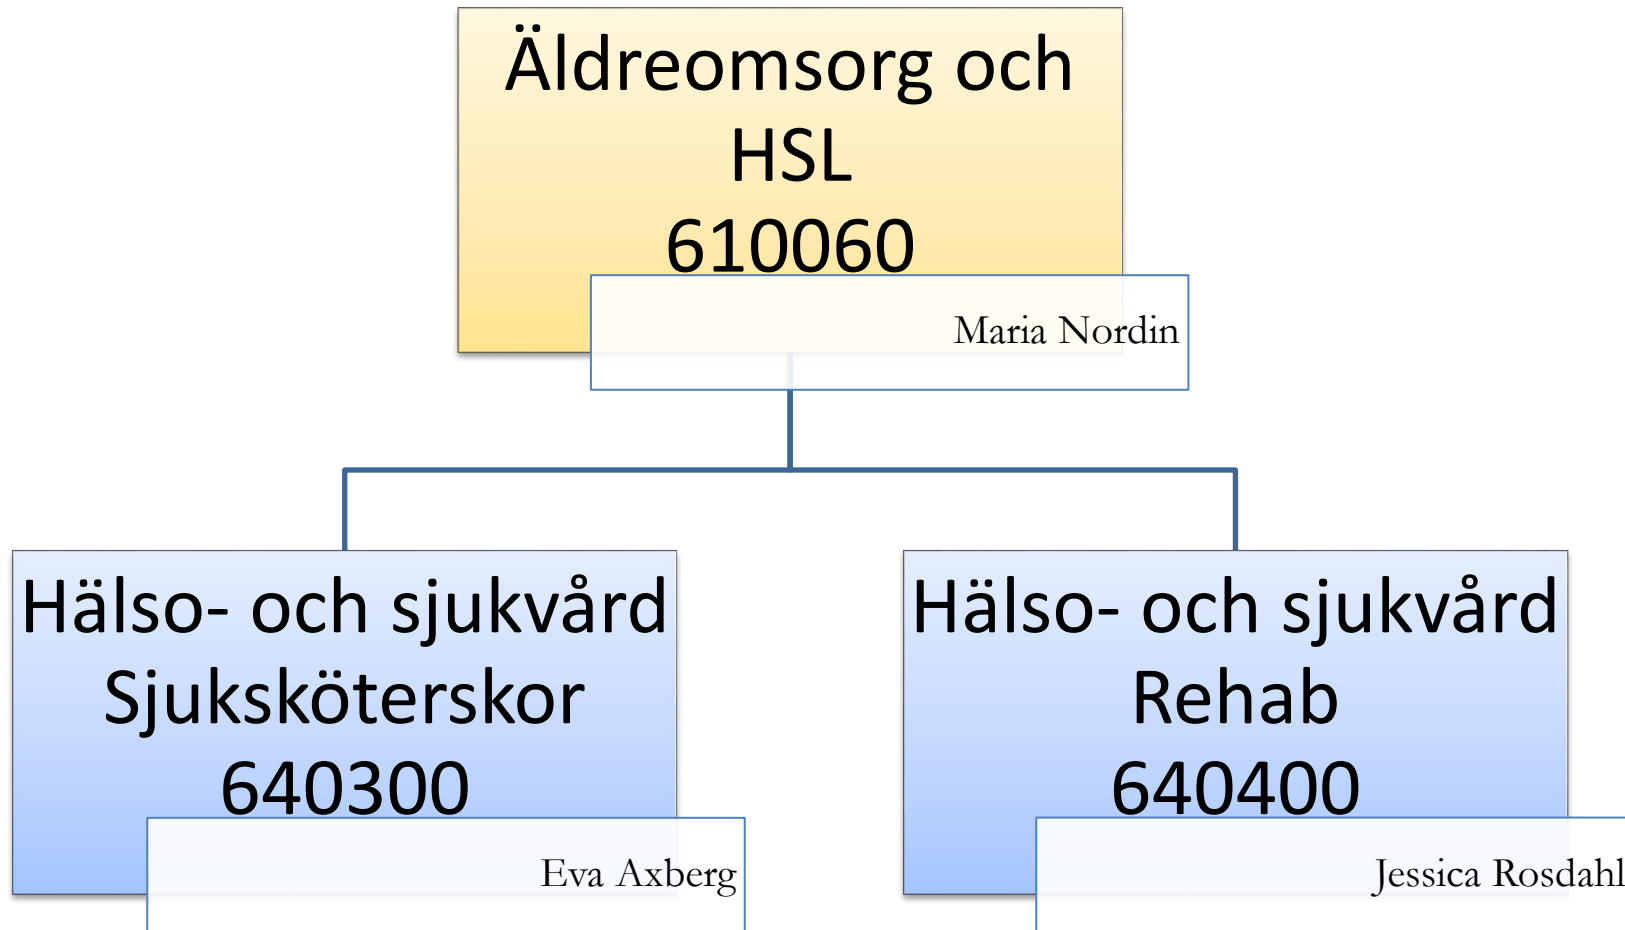 Äldreomsorg och
HSL
610060
Maria Nordin
Hälso- och sjukvård
Sjuksköterskor
640300
Eva Axberg
Hälso- och sjukvård
Rehab
640400
Jessica Rosdahl